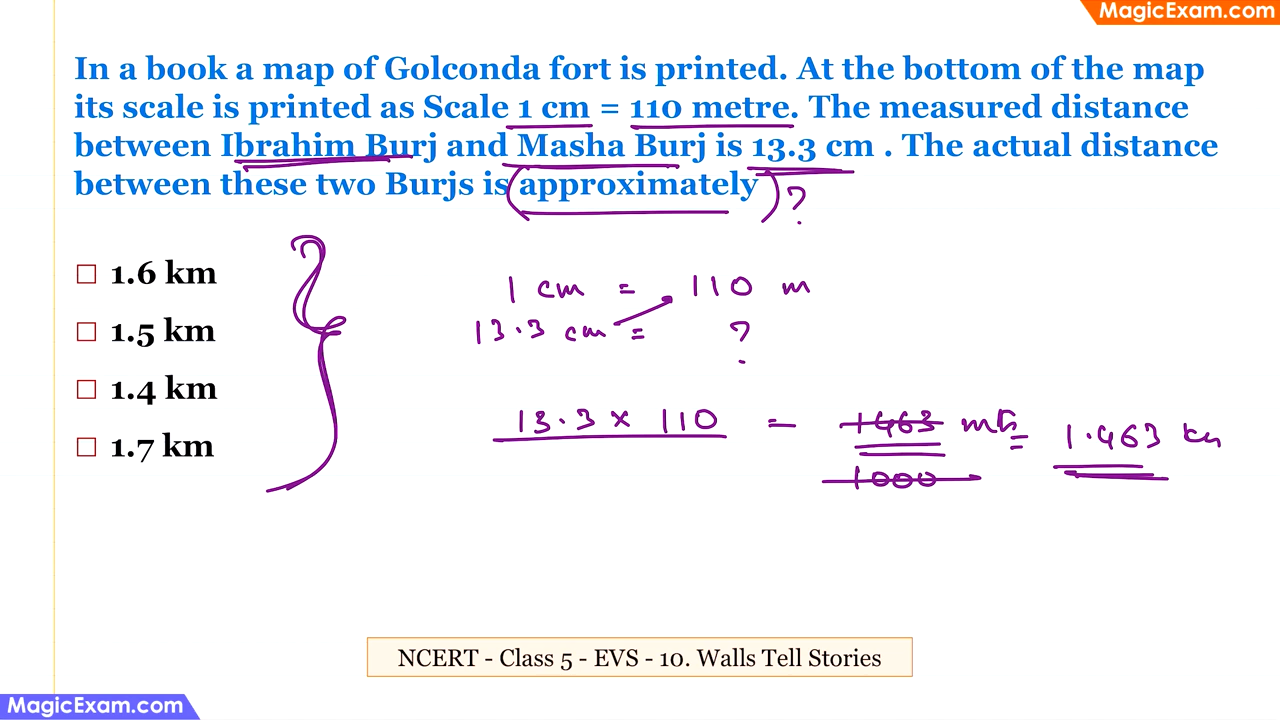 MagicExam.com
In a book a map of Golconda fort is printed. At the bottom of the map
its scale is printed as Scale 1 cm = 110 metre. The measured distance
between Ibrahim Burj and Masha Burj is 13.3 cm . The actual distance
between these two Burjs is approximately ?
1.6 km
1.5 km
1.4 km
1.7 km
1 cm = 110 m
13.3 cm = ?
13.3 x 110 = 1463 mts = 1.463 km
1000
NCERT - Class 5 - EVS - 10. Walls Tell Stories
MagicExam.com